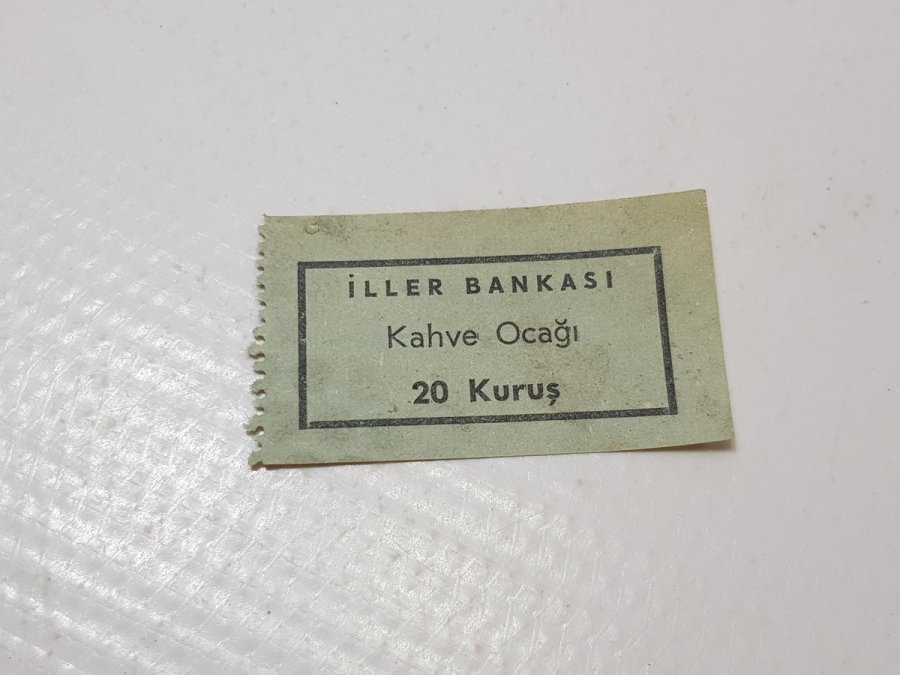 İLLER BANKASI
Kahve Ocağı
20 Kuruş